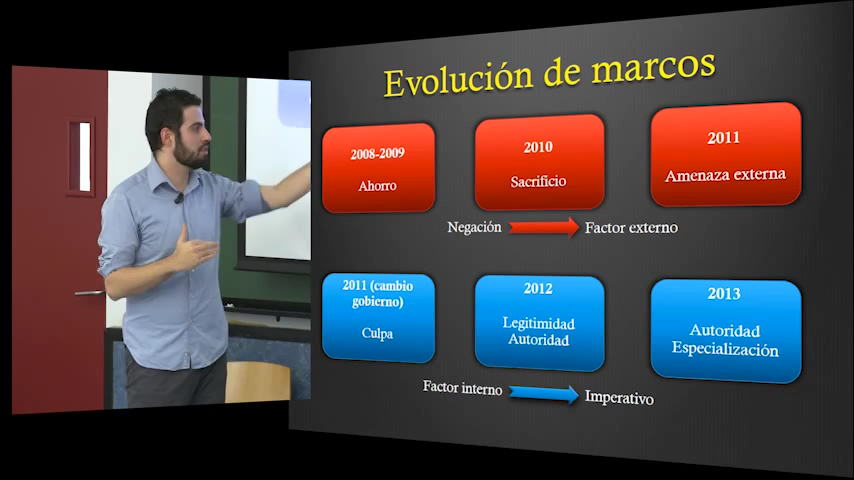 Evolución de marcos
2008-2009
Ahorro
2010
Sacrificio
2011
Amenaza externa
Negación
Factor externo
2011 (cambio
gobierno)
Culpa
2012
Legitimidad
Autoridad
2013
Autoridad
Especialización
Factor interno
Imperativo